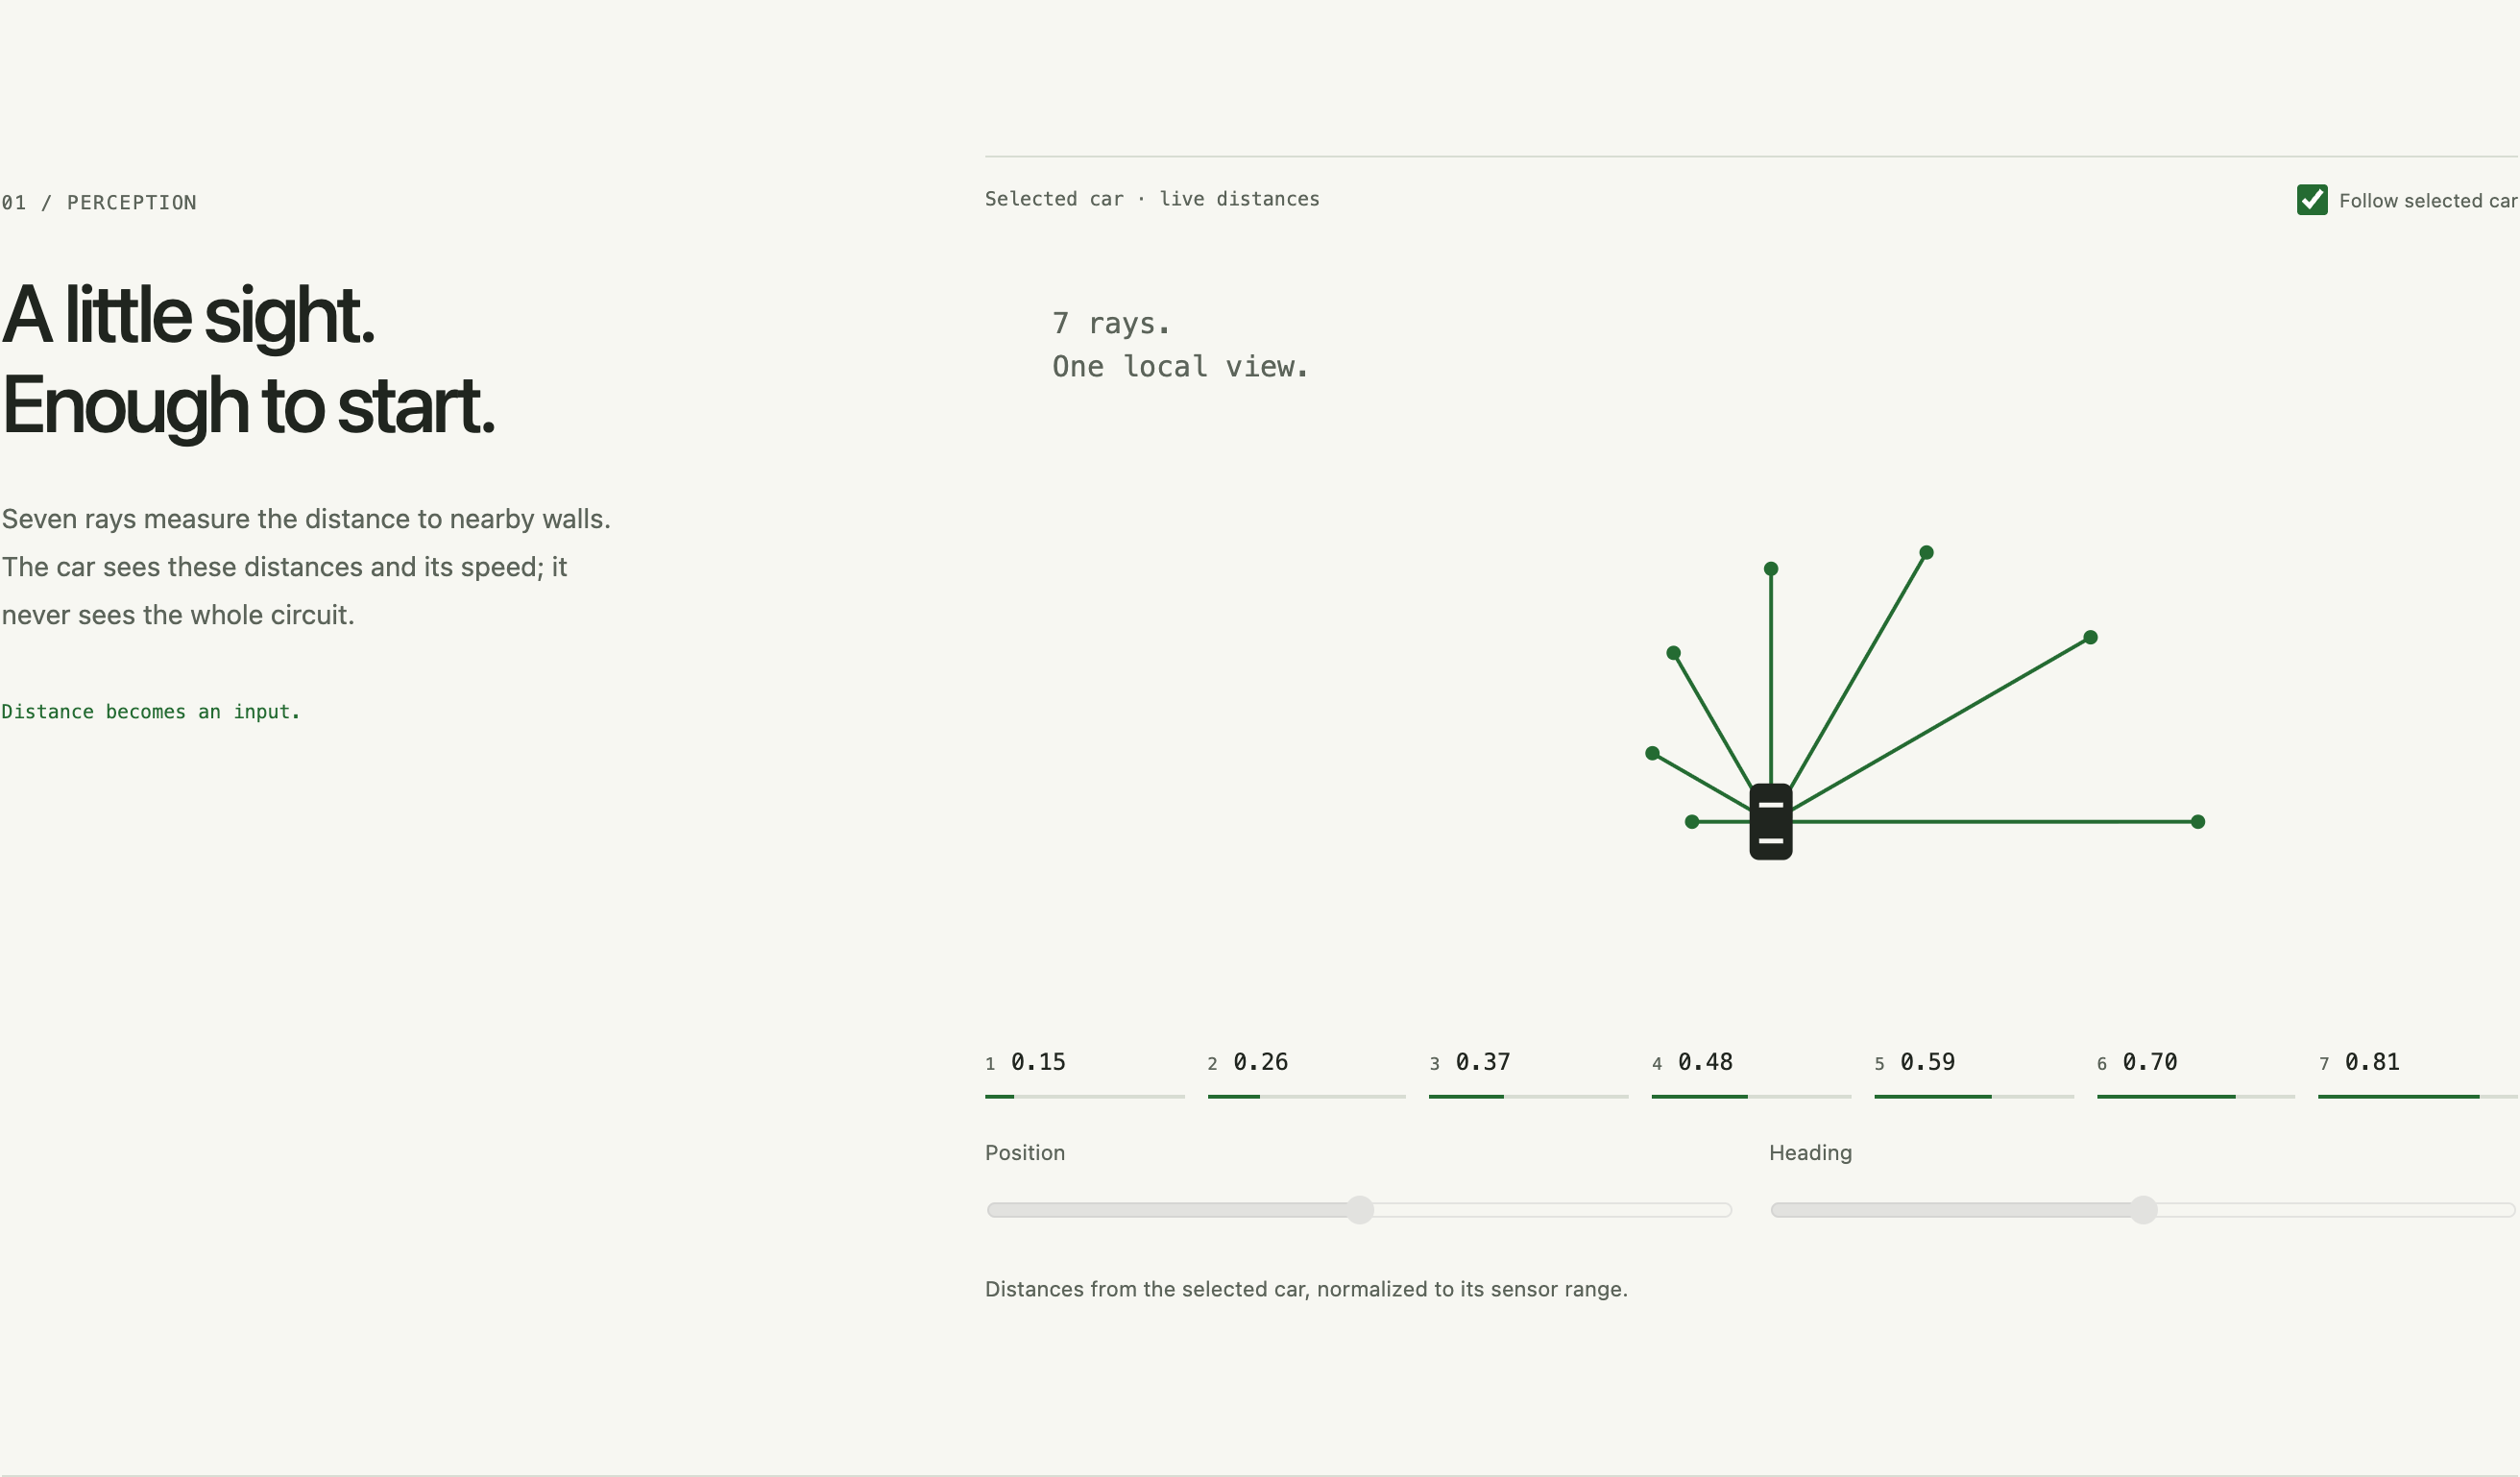 01 / PERCEPTION
A little sight.
Enough to start.
Seven rays measure the distance to nearby walls.
The car sees these distances and its speed; it
never sees the whole circuit.
Distance becomes an input.
Selected car · live distances
Follow selected car
7 rays.
One local view.
1 0.15
2 0.26
3 0.37
4 0.48
5 0.59
6 0.70
7 0.81
Position
Heading
Distances from the selected car, normalized to its sensor range.